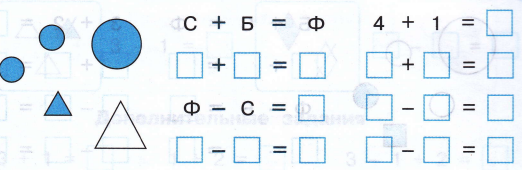 С + Б = Ф 4 + 1 = □
□ + □ = □ □ + □ = □
Ф - С = □ □ - □ = □
□ - □ = □ □ - □ = □